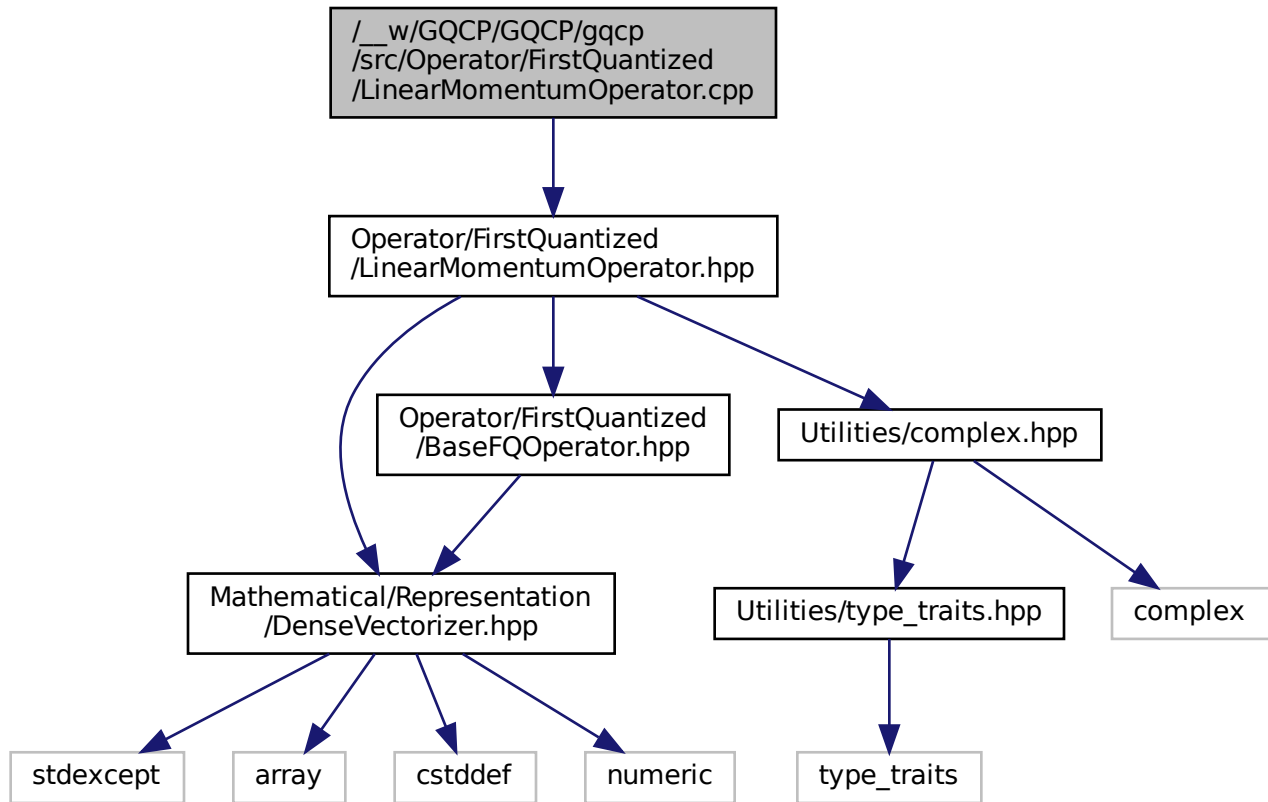 /__w/GQCP/GQCP/gqcp
/src/Operator/FirstQuantized
/LinearMomentumOperator.cpp
Operator/FirstQuantized
/LinearMomentumOperator.hpp
Operator/FirstQuantized
/BaseFQOperator.hpp
Utilities/complex.hpp
Mathematical/Representation
/DenseVectorizer.hpp
Utilities/type_traits.hpp
complex
stdexcept
array
cstddef
numeric
type_traits